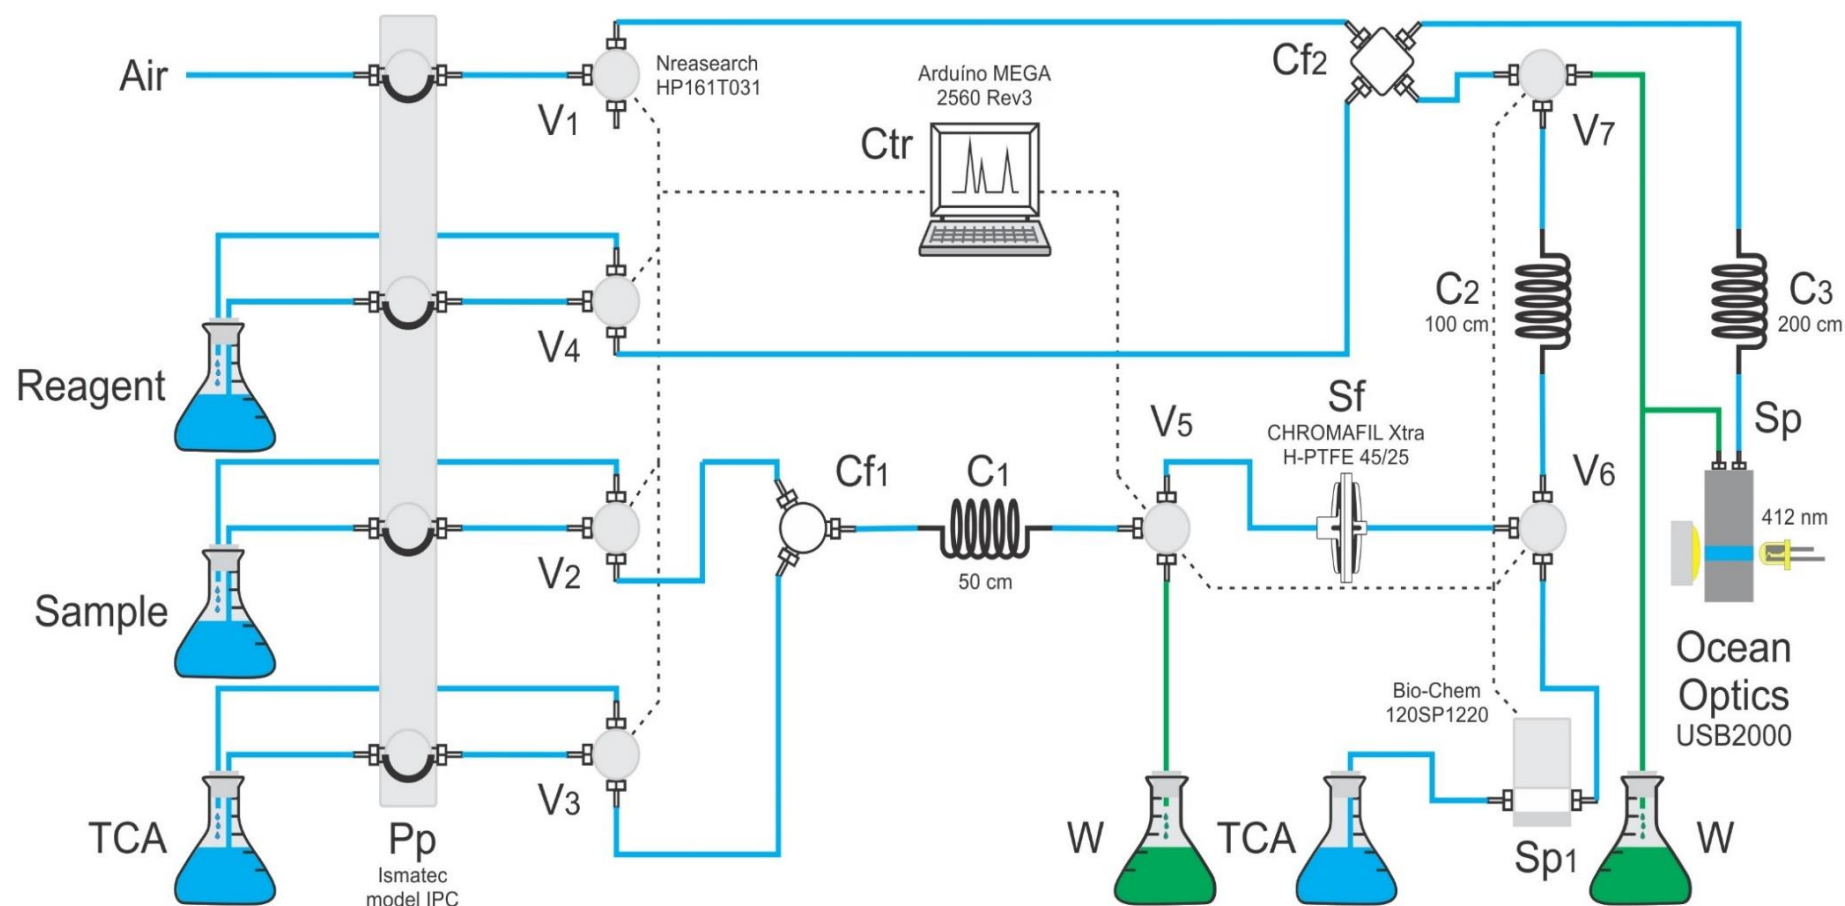 Air
V1
Nreasearch
HP161T031
Arduíno MEGA
2560 Rev3
Ctr
Cf2
V7
Reagent
V4
C2
100 cm
C3
200 cm
Sample
V2
Cf1
C1
50 cm
V5
Sf
CHROMAFIL Xtra
H-PTFE 45/25
V6
Sp
412 nm
Ocean
Optics
USB2000
TCA
V3
Pp
Ismatec
model IPC
W
TCA
Bio-Chem
120SP1220
Sp1
W